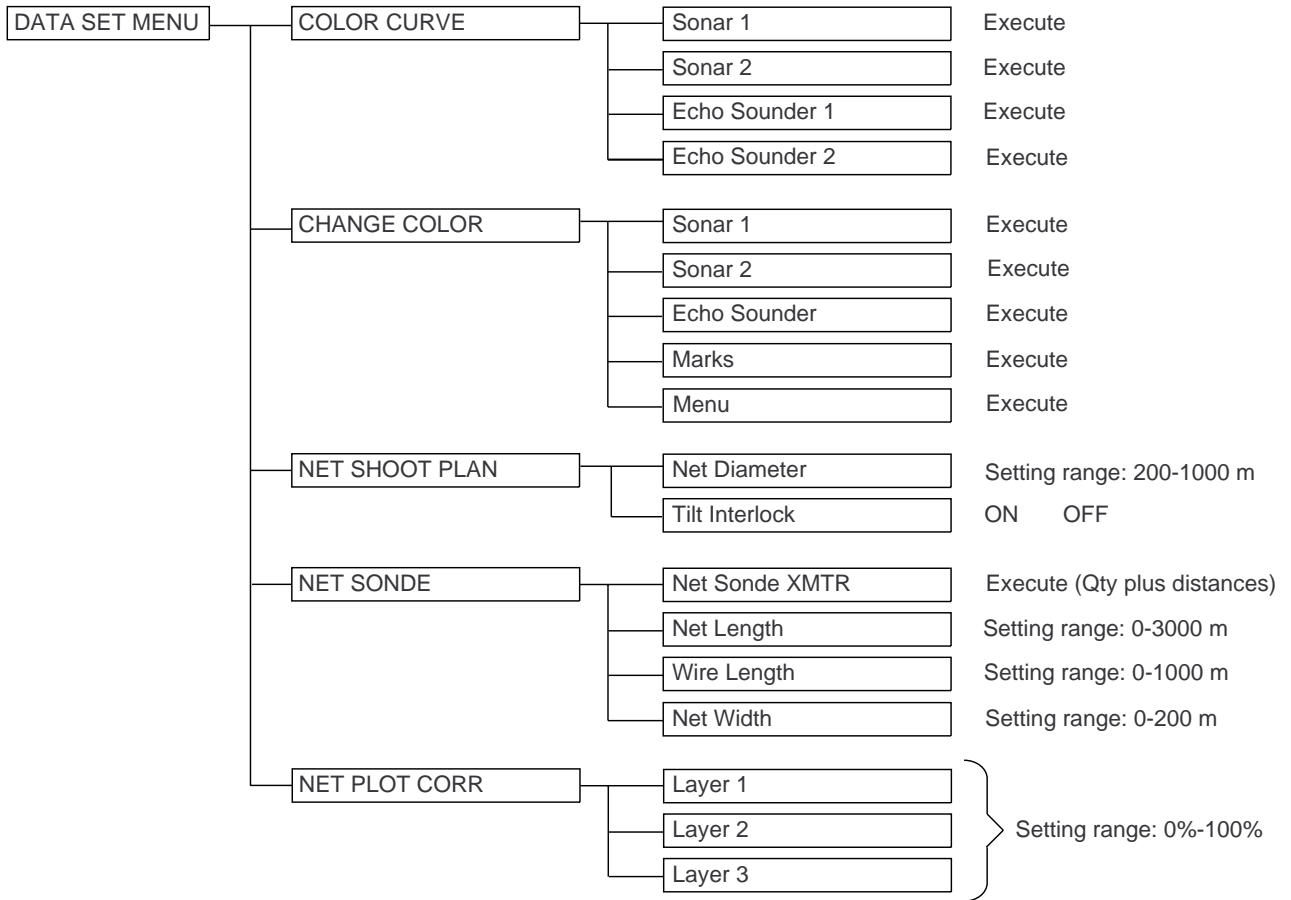 DATA SET MENU COLOR CURVE Sonar 1 Execute
Sonar 2 Execute
Echo Sounder 1 Execute
Echo Sounder 2 Execute
CHANGE COLOR Sonar 1 Execute
Sonar 2 Execute
Echo Sounder Execute
Marks Execute
Menu Execute
NET SHOOT PLAN Net Diameter Setting range: 200-1000 m
Tilt Interlock ON OFF
NET SONDE Net Sonde XMTR Execute (Qty plus distances)
Net Length Setting range: 0-3000 m
Wire Length Setting range: 0-1000 m
Net Width Setting range: 0-200 m
NET PLOT CORR Layer 1
Layer 2 Setting range: 0%-100%
Layer 3